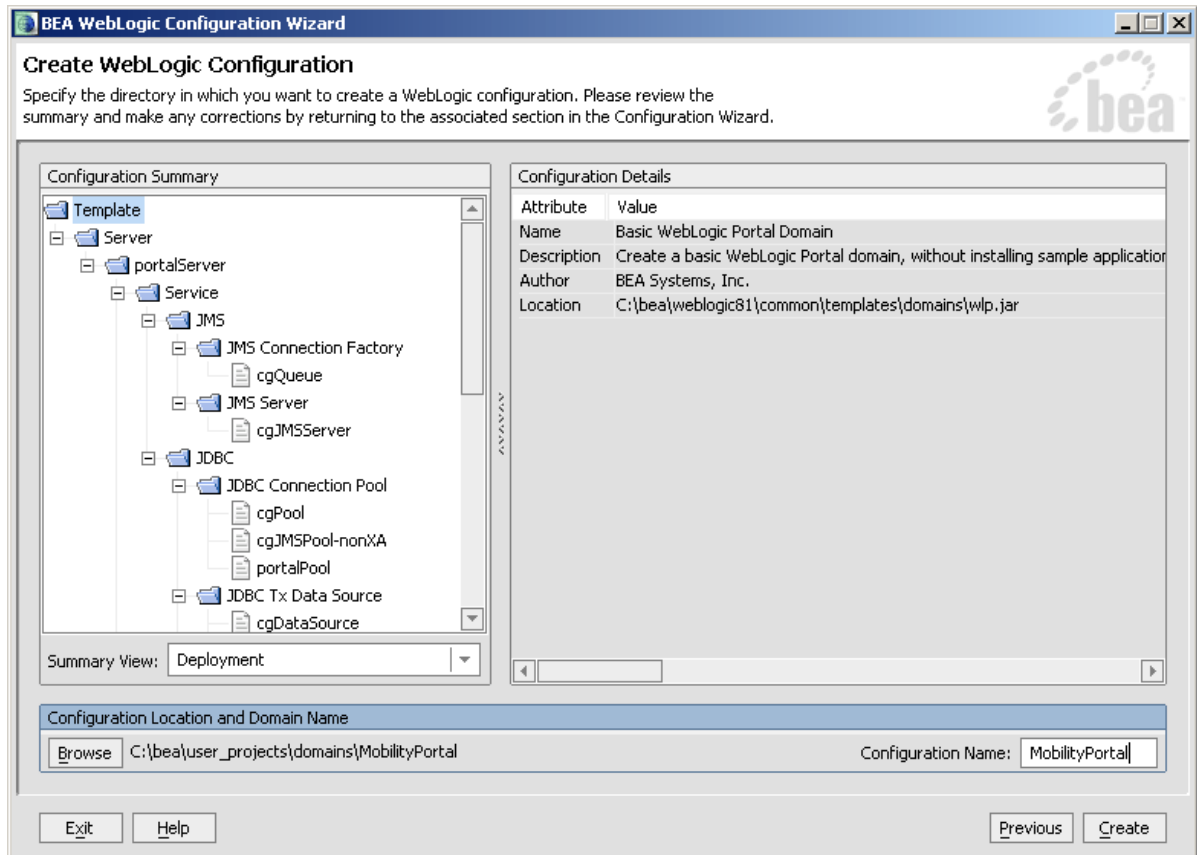 BEA WebLogic Configuration Wizard
Create WebLogic Configuration
Specify the directory in which you want to create a WebLogic configuration. Please review the
summary and make any corrections by returning to the associated section in the Configuration Wizard.
bea
Configuration Summary
Template
Server
portalServer
Service
JMS
JMS Connection Factory
cgQueue
JMS Server
cgJMSServer
JDBC
JDBC Connection Pool
cgPool
cgJMSPool-nonXA
portalPool
JDBC Tx Data Source
cgDataSource
Summary View: Deployment
Configuration Details
Attribute Value
Name Basic WebLogic Portal Domain
Description Create a basic WebLogic Portal domain, without installing sample application
Author BEA Systems, Inc.
Location C:\bea\weblogic81\common\templates\domains\wlp.jar
Configuration Location and Domain Name
Browse C:\bea\user_projects\domains\MobilityPortal Configuration Name: MobilityPortal
Exit Help Previous Create